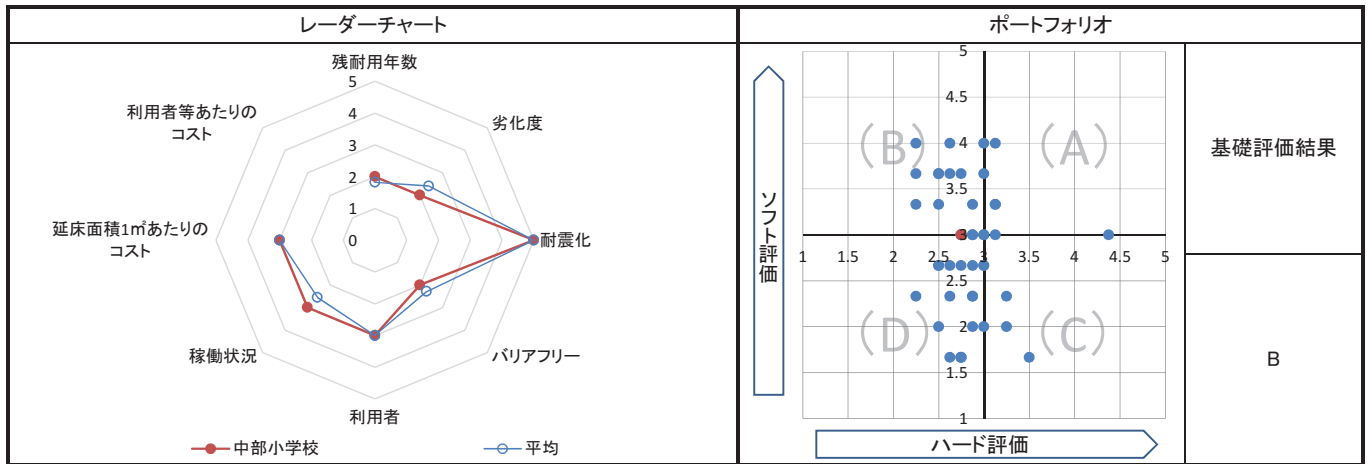 レーダーチャート
残耐用年数
劣化度
耐震化
バリアフリー
利用者
稼働状況
延床面積1㎡あたりの
コスト
利用者等あたりの
コスト
5
4
3
2
1
0
中部小学校
平均
ポートフォリオ
ソフト評価
5
4.5
4
3.5
3
2.5
2
1.5
1
1
1.5
2
2.5
3
3.5
4
4.5
5
(B)
(A)
(D)
(C)
ハード評価
基礎評価結果
B